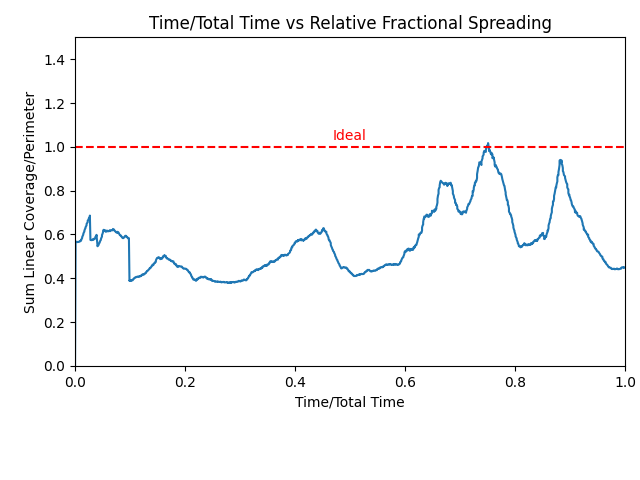 Time/Total Time vs Relative Fractional Spreading
Sum Linear Coverage/Perimeter
1.4
1.2
1.0
0.8
0.6
0.4
0.2
0.0
Ideal
0.0 0.2 0.4 0.6 0.8 1.0
Time/Total Time